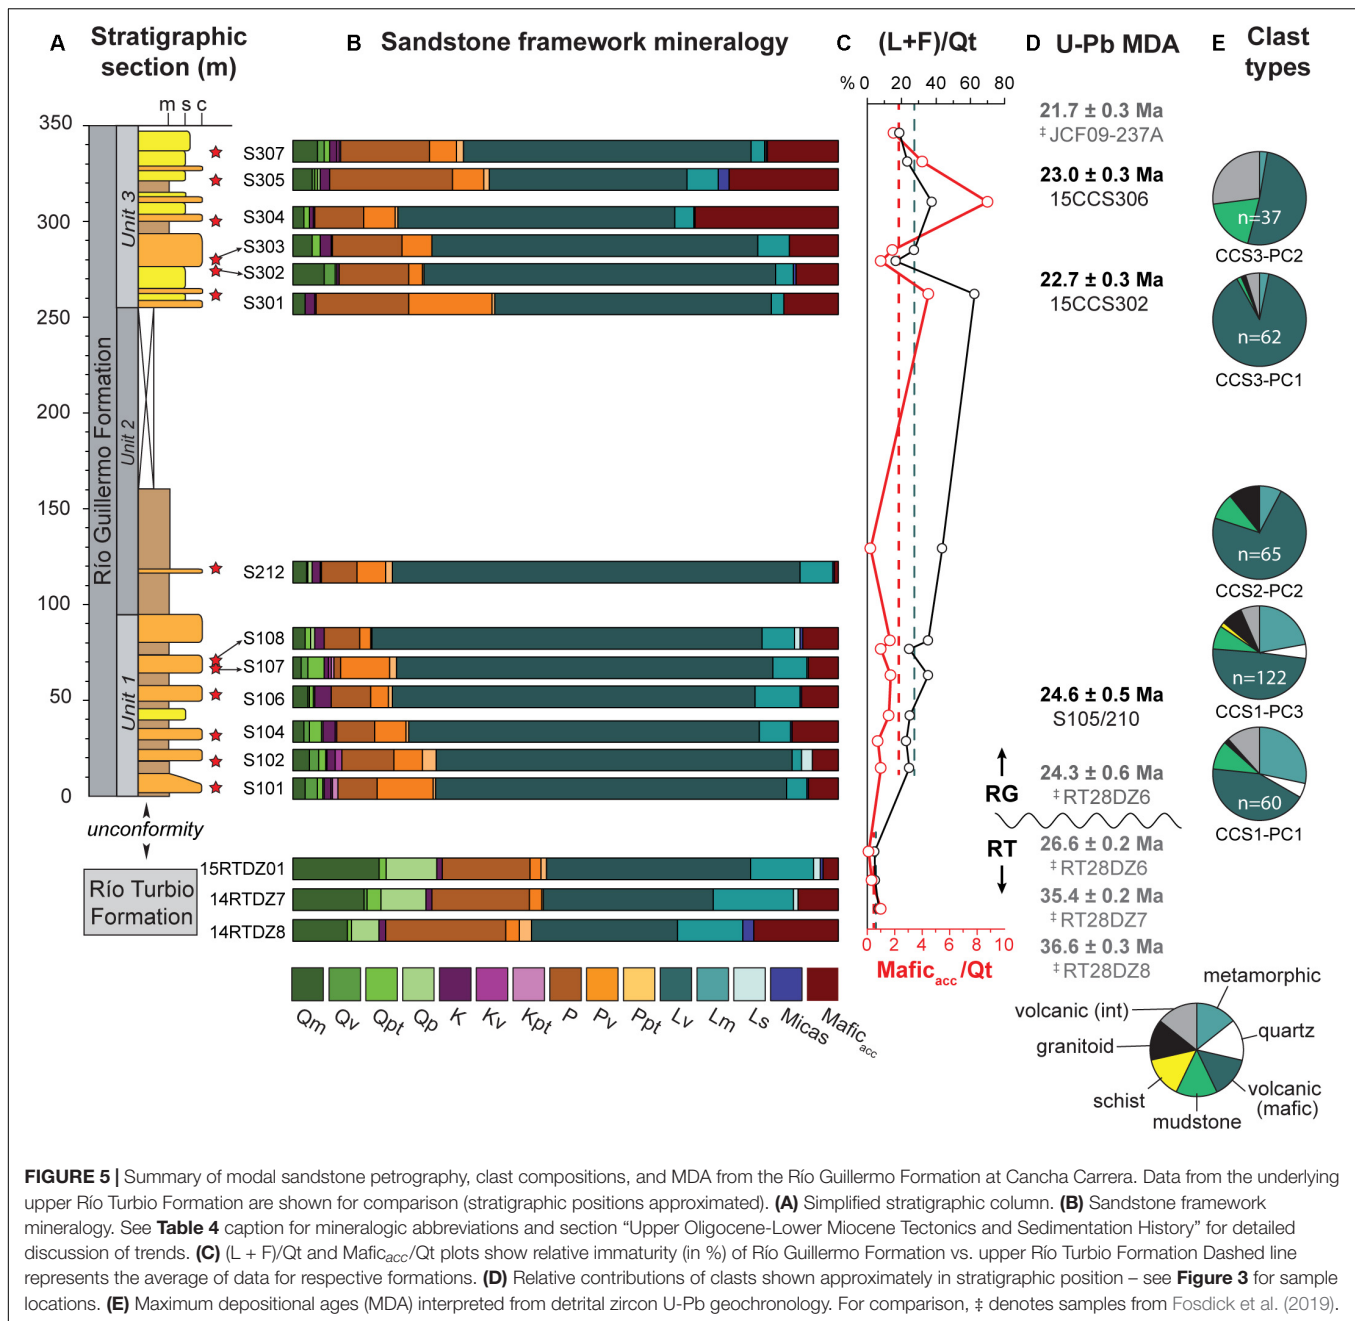 A Stratigraphic section (m)
B Sandstone framework mineralogy
C (L+F)/Qt
D U-Pb MDA
E Clast types
m s c
% 0 20 40 60 80
350
300
250
200
150
100
50
0
Río Guillermo Formation
Unit 3
Unit 2
Unit 1
unconformity
Río Turbio Formation
S307
S305
S304
S303
S302
S301
S212
S108
S107
S106
S104
S102
S101
15RTDZ01
14RTDZ7
14RTDZ8
Qm Qv Qpt Qp K Kv Kpt P Pv Ppt Lv Lm Ls Micas Mafic acc
0 2 4 6 8 10
Mafic acc /Qt
21.7 ± 0.3 Ma
‡ JCF09-237A
23.0 ± 0.3 Ma
15CCS306
22.7 ± 0.3 Ma
15CCS302
24.6 ± 0.5 Ma
S105/210
24.3 ± 0.6 Ma
‡ RT28DZ6
RG
RT
26.6 ± 0.2 Ma
‡ RT28DZ6
35.4 ± 0.2 Ma
‡ RT28DZ7
36.6 ± 0.3 Ma
‡ RT28DZ8
n=37
CCS3-PC2
n=62
CCS3-PC1
n=65
CCS2-PC2
n=122
CCS1-PC3
n=60
CCS1-PC1
metamorphic
volcanic (int)
quartz
granitoid
schist
volcanic (mafic)
mudstone
FIGURE 5 | Summary of modal sandstone petrography, clast compositions, and MDA from the Río Guillermo Formation at Cancha Carrera. Data from the underlying
upper Río Turbio Formation are shown for comparison (stratigraphic positions approximated). (A) Simplified stratigraphic column. (B) Sandstone framework
mineralogy. See Table 4 caption for mineralogic abbreviations and section “Upper Oligocene-Lower Miocene Tectonics and Sedimentation History” for detailed
discussion of trends. (C) (L + F)/Qt and Mafic acc/Qt plots show relative immaturity (in %) of Río Guillermo Formation vs. upper Río Turbio Formation Dashed line
represents the average of data for respective formations. (D) Relative contributions of clasts shown approximately in stratigraphic position – see Figure 3 for sample
locations. (E) Maximum depositional ages (MDA) interpreted from detrital zircon U-Pb geochronology. For comparison, ‡ denotes samples from Fosdick et al. (2019).